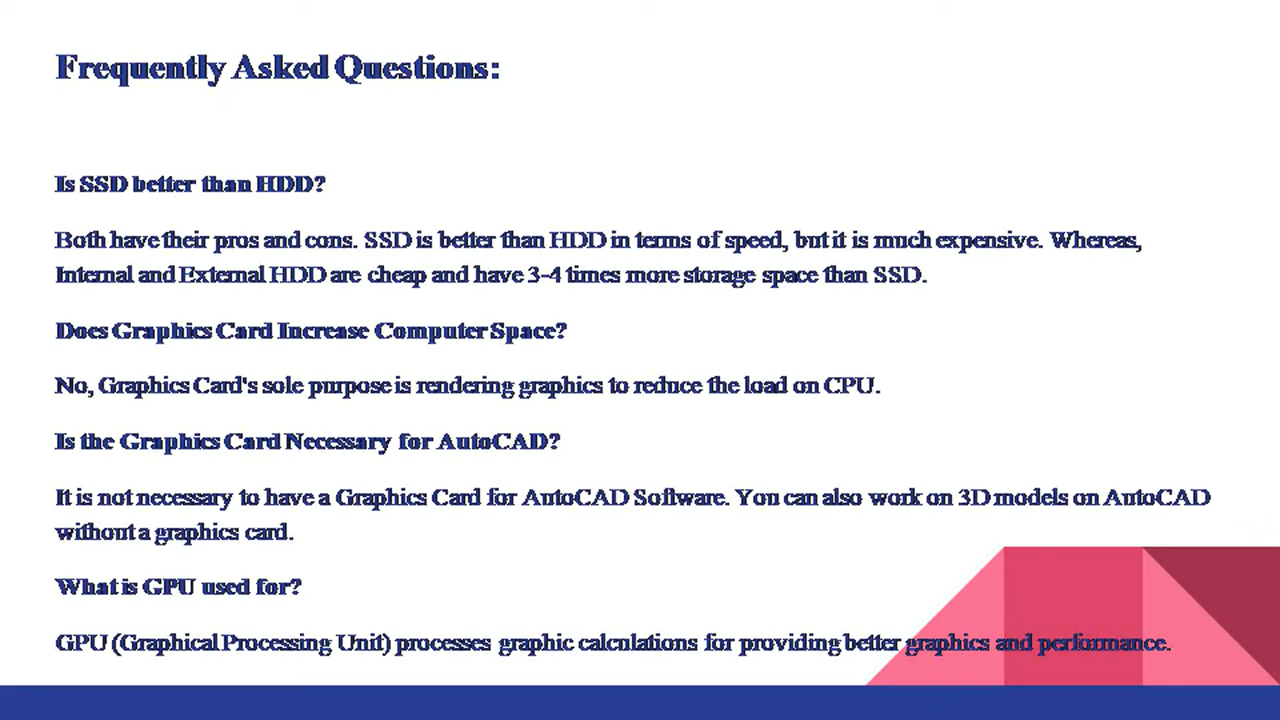 Frequently Asked Questions:
Is SSD better than HDD?
Both have their pros and cons. SSD is better than HDD in terms of speed, but it is much expensive. Whereas,
Internal and External HDD are cheap and have 3-4 times more storage space than SSD.
Does Graphics Card Increase Computer Space?
No, Graphics Card's sole purpose is rendering graphics to reduce the load on CPU.
Is the Graphics Card Necessary for AutoCAD?
It is not necessary to have a Graphics Card for AutoCAD Software. You can also work on 3D models on AutoCAD
without a graphics card.
What is GPU used for?
GPU (Graphical Processing Unit) processes graphic calculations for providing better graphics and performance.